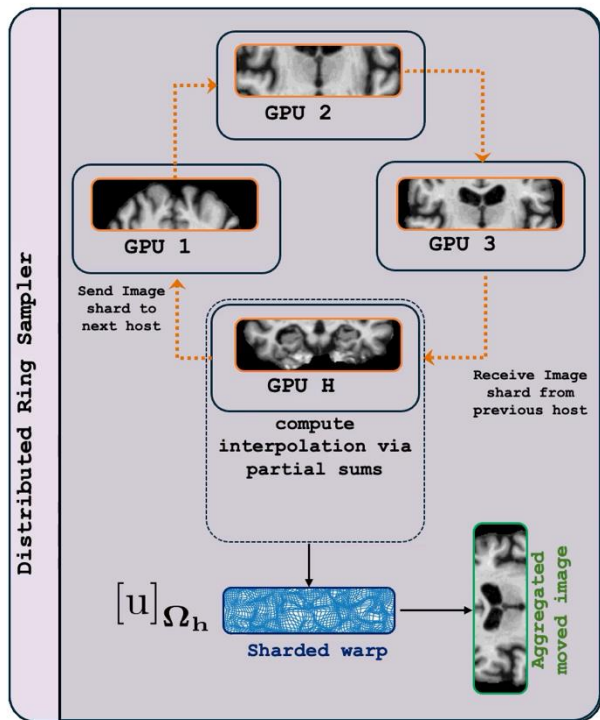 Distributed Ring Sampler
GPU 2
GPU 1
GPU 3
Send Image
shard to
next host
GPU H
Receive Image
shard from
previous host
compute
interpolation via
partial sums
[u]Ωh
Sharded warp
Aggregated
moved image